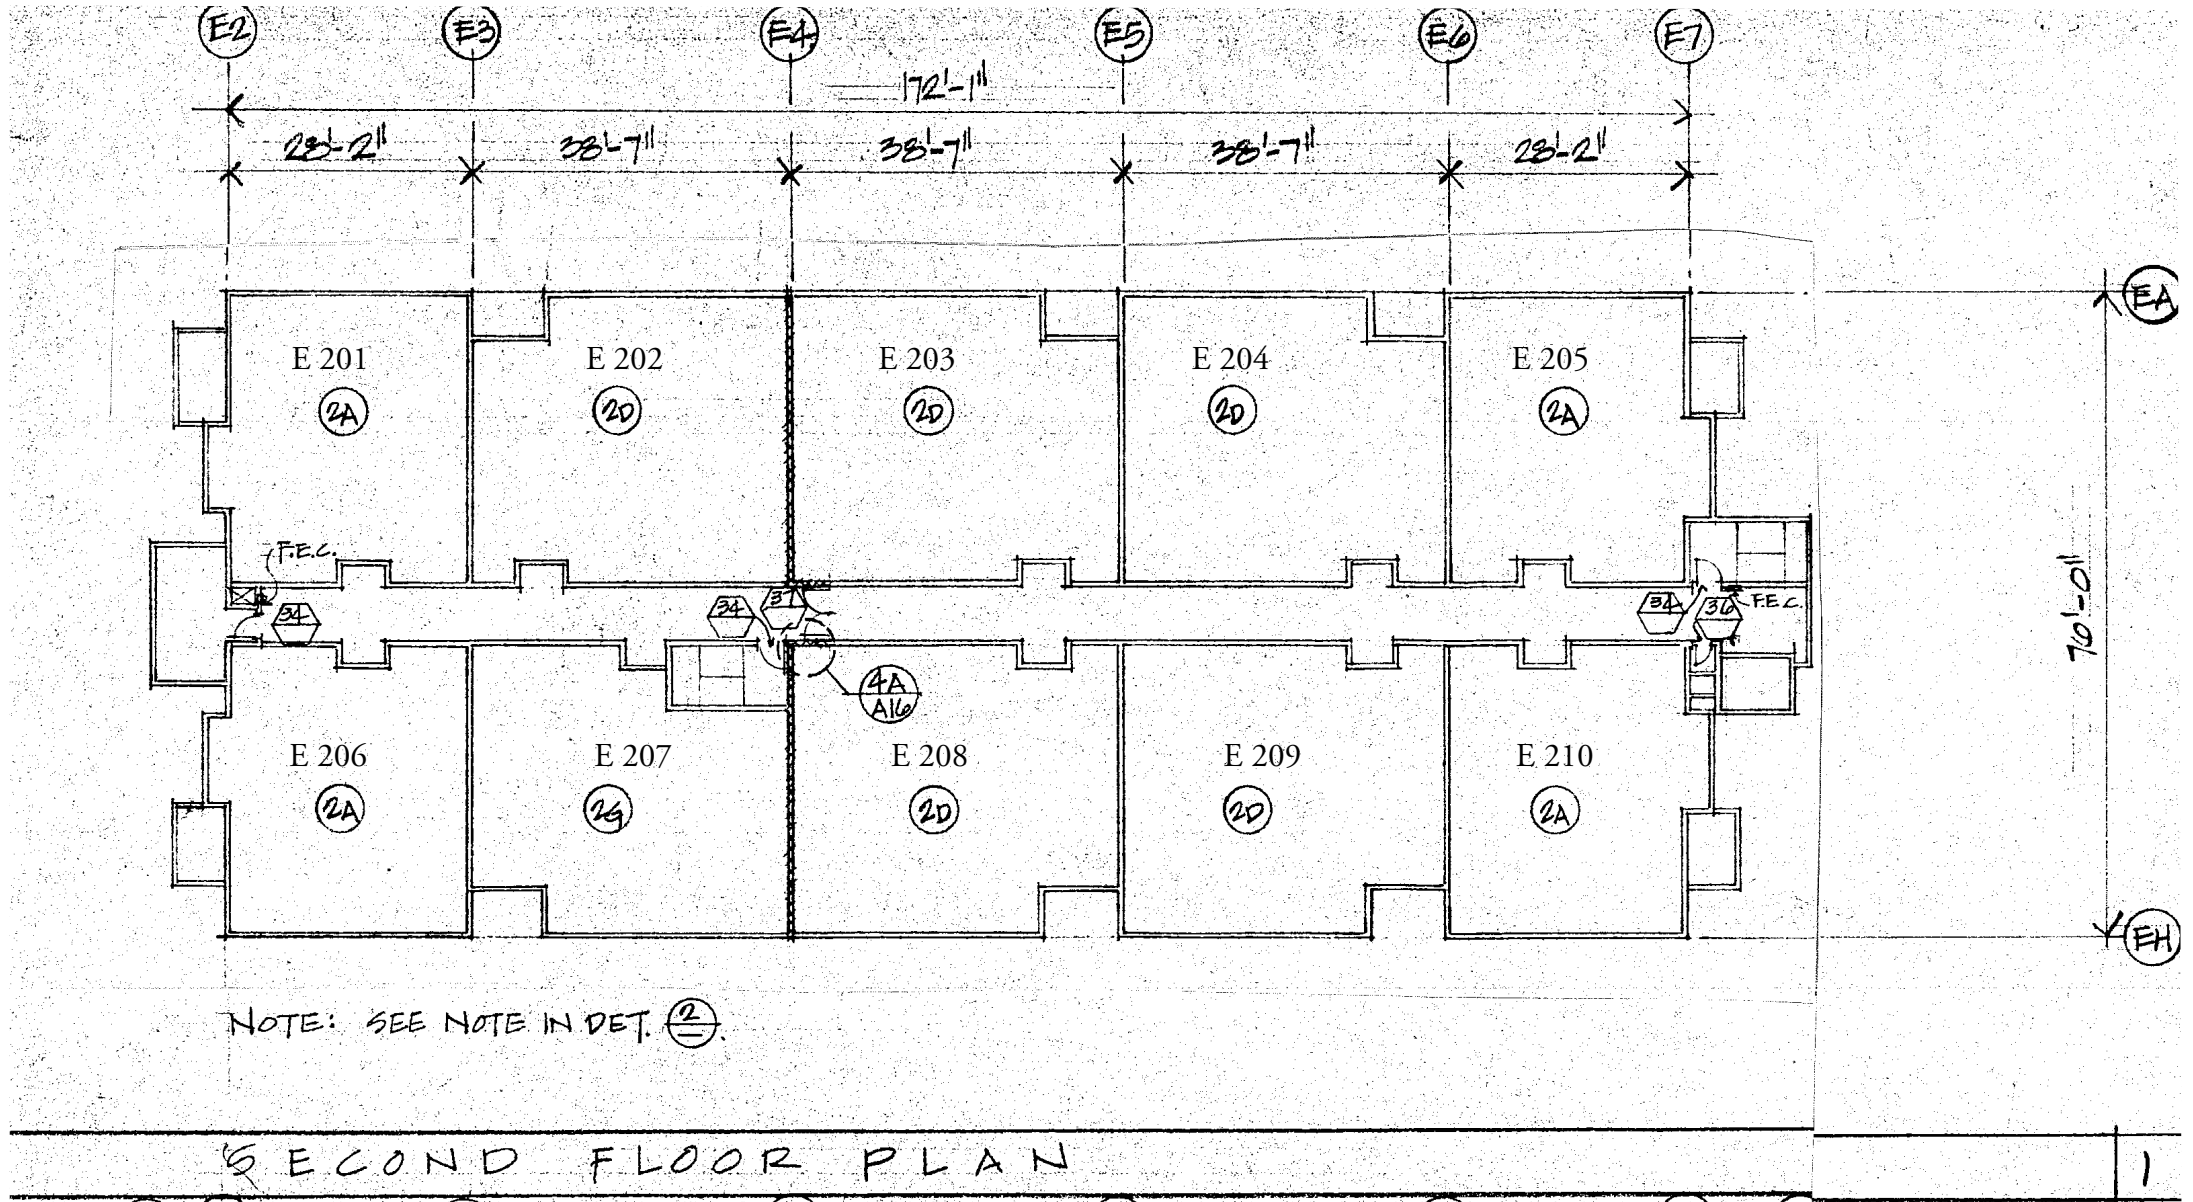 E2 E3 E4 E5 E6 E7
172'-1"
28'-2" 38'-7" 38'-7" 38'-7" 28'-2"
EA
E 201 E 202 E 203 E 204 E 205
2A 2D 2D 2D 2A
F.E.C.
34 34 37 34 36 F.E.C.
70'-0"
4A
A16
E 206 E 207 E 208 E 209 E 210
2A 2G 2D 2D 2A
EH
NOTE: SEE NOTE IN DET. 2
SECOND FLOOR PLAN 1